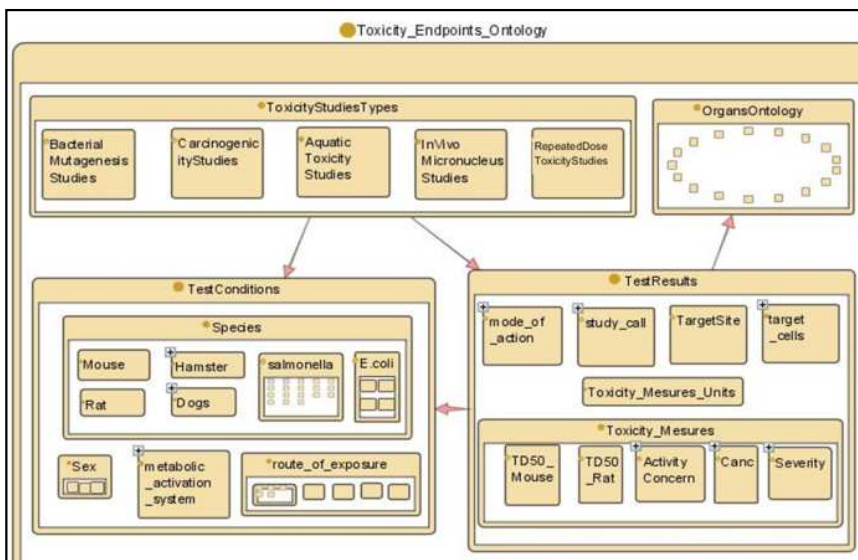 Toxicity_Endpoints_Ontology
ToxicityStudiesTypes
Bacterial
Mutagenesis
Studies
Carcinogenic
ityStudies
Aquatic
Toxicity
Studies
InVivo
Micronucleus
Studies
RepeatedDose
ToxicityStudies
OrgansOntology
TestConditions
Species
Mouse
Hamster
salmonella
E.coli
Rat
Dogs
Sex
metabolic
_activation
_system
route_of_exposure
TestResults
mode_of
_action
study_call
TargetSite
target
_cells
Toxicity_Mesures_Units
Toxicity_Mesures
TD50_
Mouse
TD50
_Rat
Activity
Concern
Canc
Severity